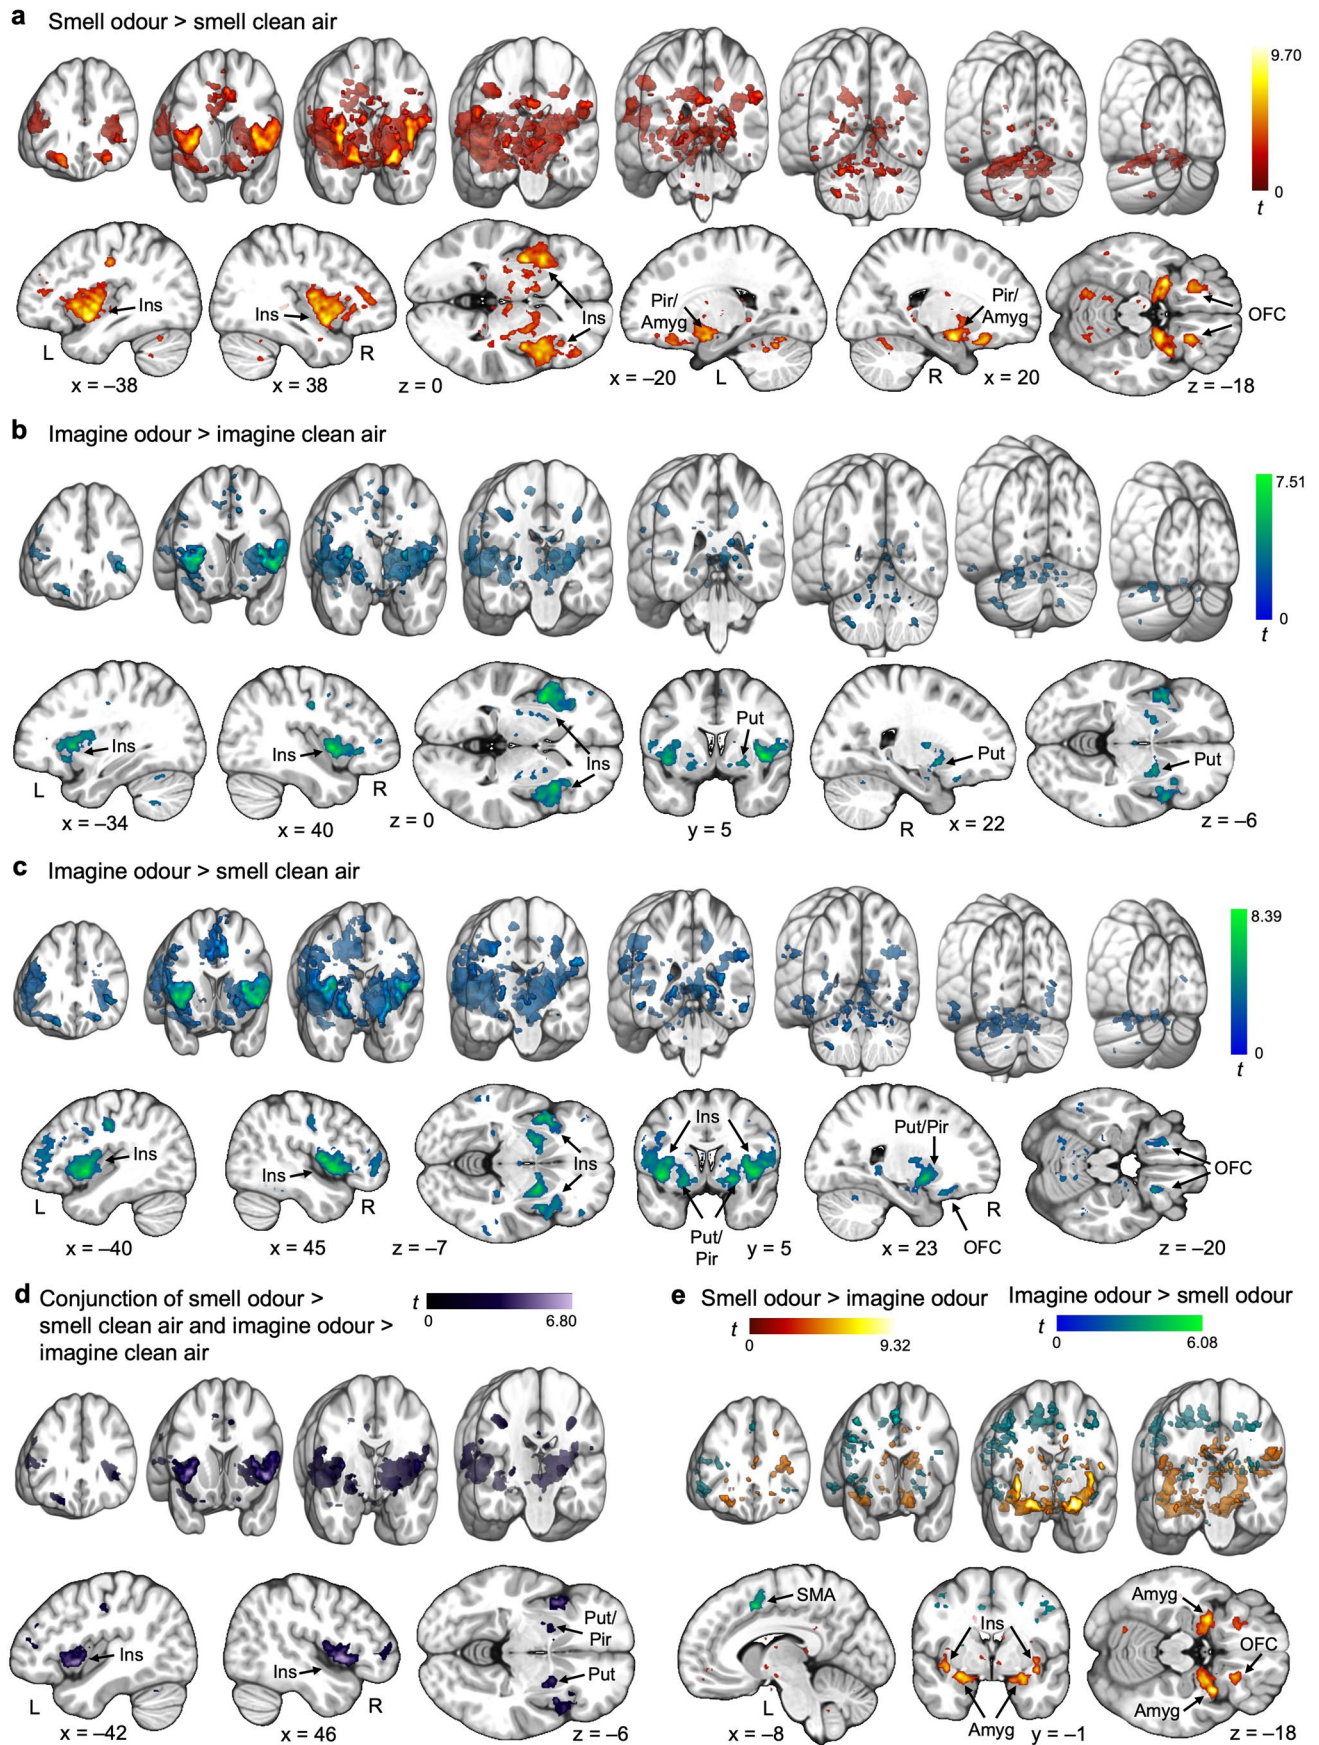 a Smell odour > smell clean air
9.70
0
t
Ins
Ins
Ins
Pir/
Amyg
Pir/
Amyg
OFC
L
R
L
R
x = –38
x = 38
z = 0
x = –20
x = 20
z = –18
b Imagine odour > imagine clean air
7.51
0
t
Ins
Ins
Ins
Put
Put
Put
L
R
R
x = –34
x = 40
z = 0
y = 5
x = 22
z = –6
c Imagine odour > smell clean air
8.39
0
t
Ins
Ins
Ins
Ins
Put/Pir
OFC
L
R
R
Put/
Pir
OFC
x = –40
x = 45
z = –7
y = 5
x = 23
z = –20
d Conjunction of smell odour >
smell clean air and imagine odour >
imagine clean air
t
0
6.80
Ins
Ins
Put/
Pir
Put
L
R
x = –42
x = 46
z = –6
e Smell odour > imagine odour
Imagine odour > smell odour
t
0
9.32
t
0
6.08
SMA
Ins
Amyg
OFC
Amyg
Amyg
L
x = –8
y = –1
z = –18